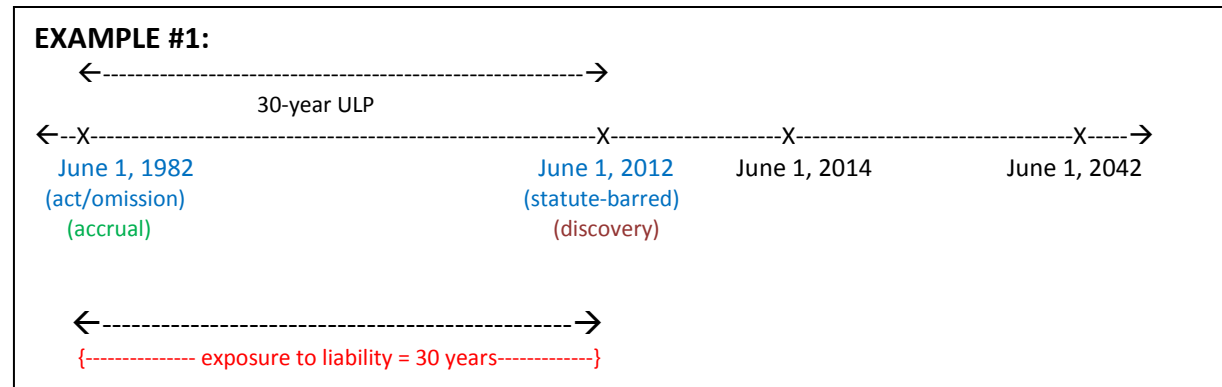 EXAMPLE #1:
←-----------------------------------------------------------→
30-year ULP
←--X---------------------------------------------------------------X----------------------X-----------------------------------X-----→
June 1, 1982 June 1, 2012 June 1, 2014 June 1, 2042
(act/omission) (statute-barred)
(accrual) (discovery)
←------------------------------------------------→
{--------------- exposure to liability = 30 years-------------}